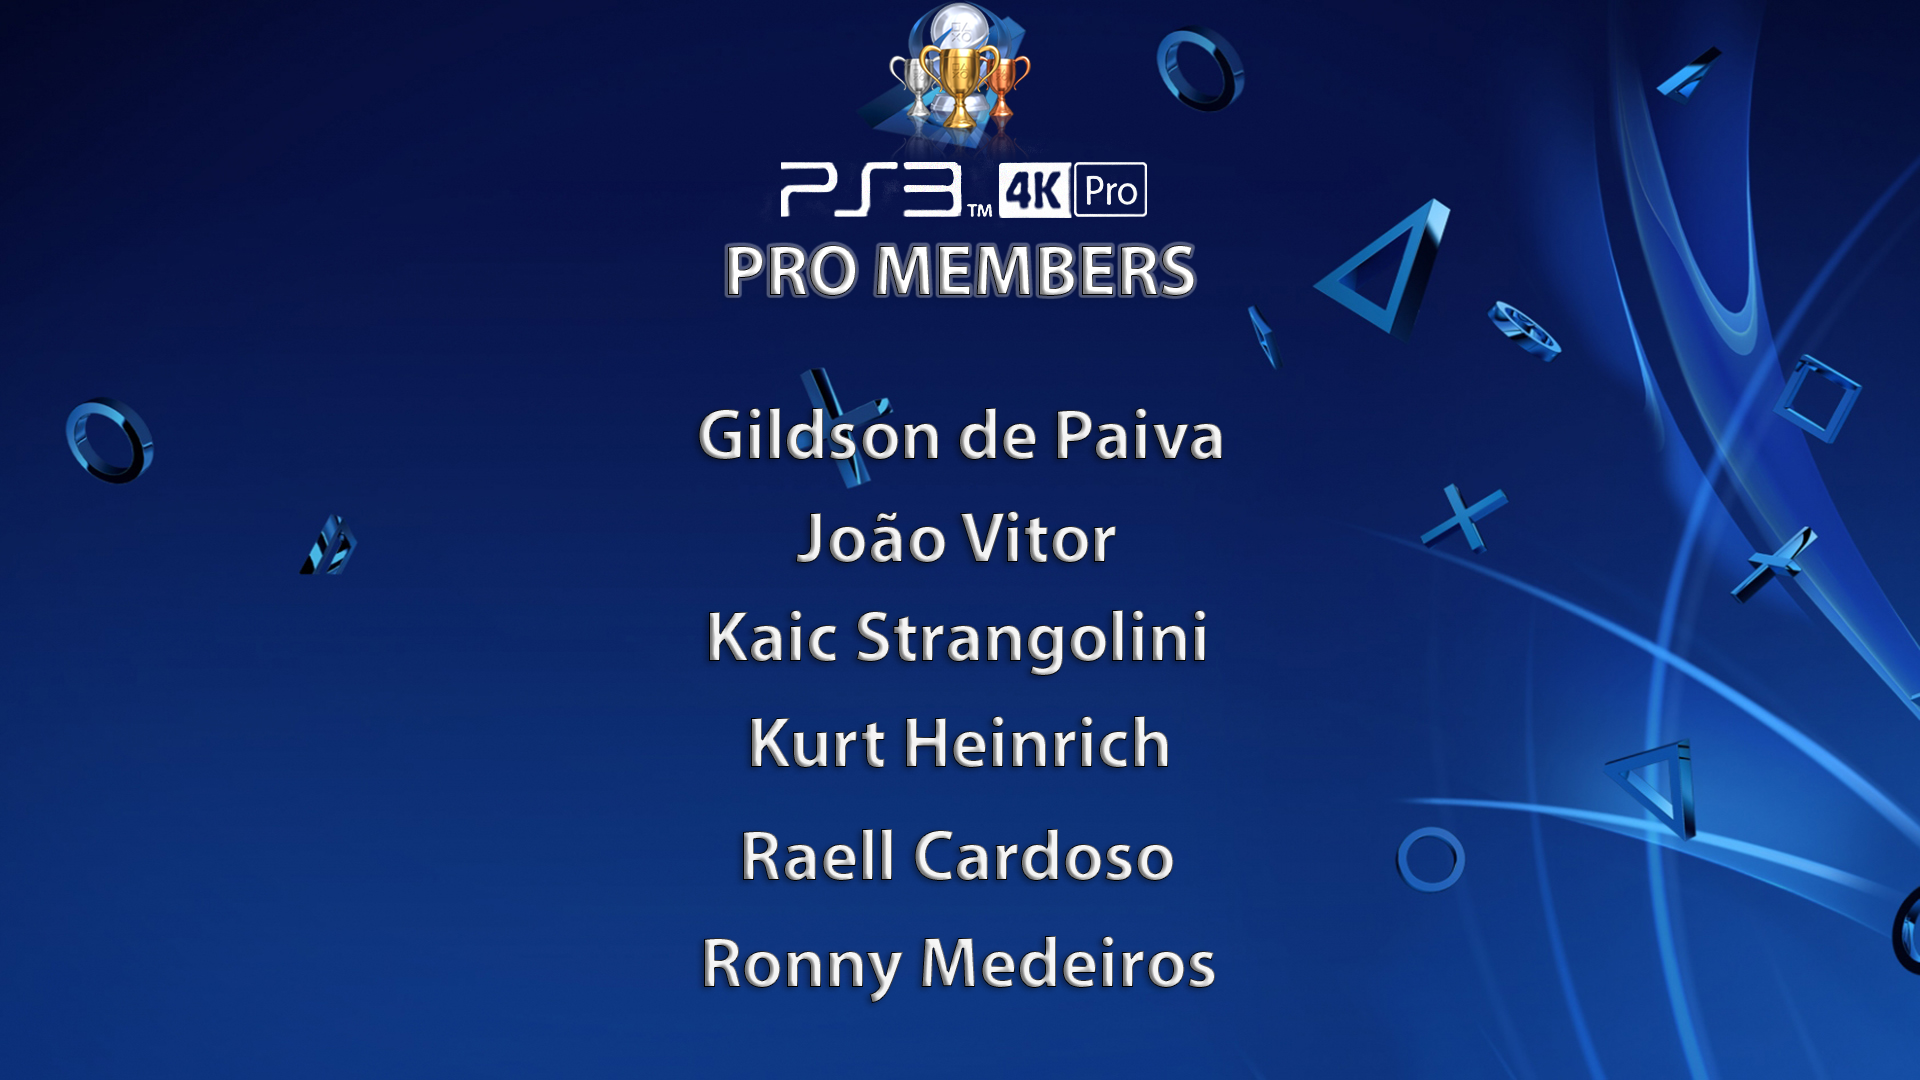 PS3™ 4K Pro
PRO MEMBERS
Gildson de Paiva
João Vitor
Kaic Strangolini
Kurt Heinrich
Raell Cardoso
Ronny Medeiros